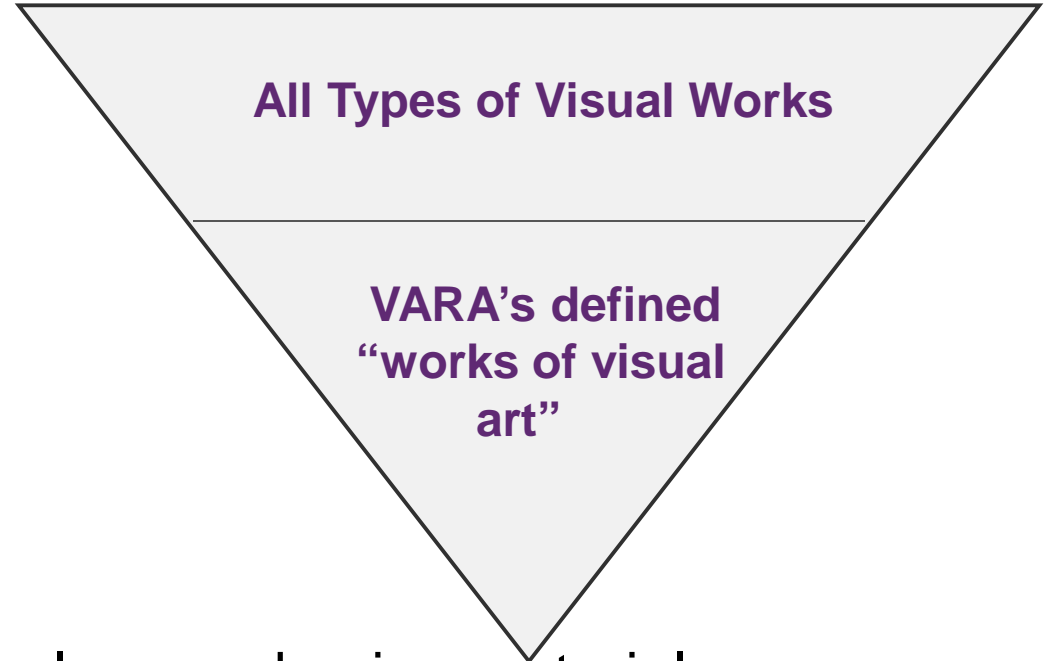 All Types of Visual Works
VARA’s defined
“works of visual
art”